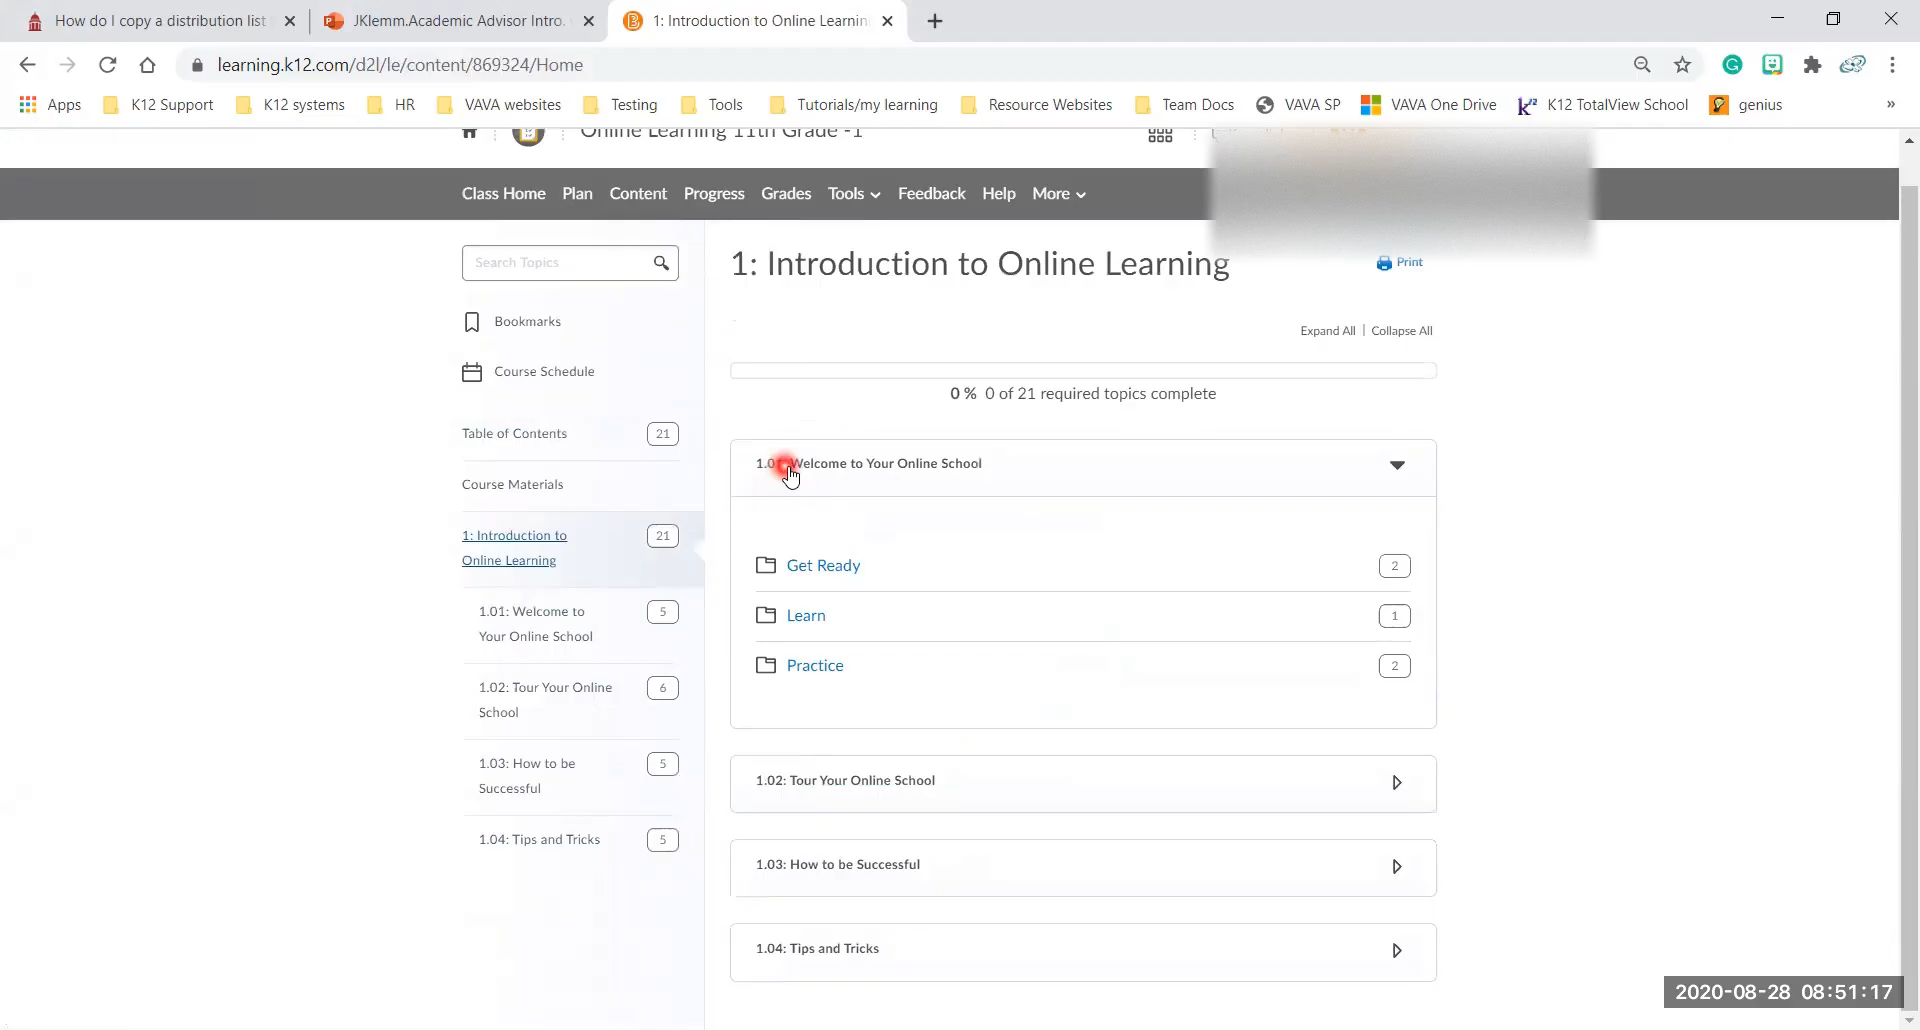 How do I copy a distribution list
JKlemm.Academic Advisor Intro.
1: Introduction to Online Learnin
learning.k12.com/d2l/le/content/869324/Home
Apps
K12 Support
K12 systems
HR
VAVA websites
Testing
Tools
Tutorials/my learning
Resource Websites
Team Docs
VAVA SP
VAVA One Drive
K12 TotalView School
genius
»
Online Learning 11th Grade -1
Class Home
Plan
Content
Progress
Grades
Tools
Feedback
Help
More
Search Topics
Bookmarks
Course Schedule
Table of Contents
21
Course Materials
1: Introduction to
Online Learning
21
1.01: Welcome to
Your Online School
5
1.02: Tour Your Online
School
6
1.03: How to be
Successful
5
1.04: Tips and Tricks
5
1: Introduction to Online Learning
Print
Expand All | Collapse All
0 % 0 of 21 required topics complete
Welcome to Your Online School
Get Ready
2
Learn
1
Practice
2
1.02: Tour Your Online School
1.03: How to be Successful
1.04: Tips and Tricks
2020-08-28 08:51:17